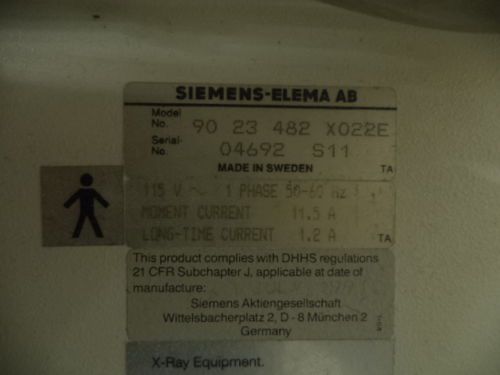 SIEMENS-ELEMA AB
Model
No. 90 23 482 X022E
Serial-
No. 04692 S11
MADE IN SWEDEN TA
115 V ~ 1 PHASE 50-60 Hz
MOMENT CURRENT 11.5 A
LONG-TIME CURRENT 1.2 A TA
This product complies with DHHS regulations
21 CFR Subchapter J, applicable at date of
manufacture:
Siemens Aktiengesellschaft
Wittelsbacherplatz 2, D - 8 München 2
Germany
X-Ray Equipment.